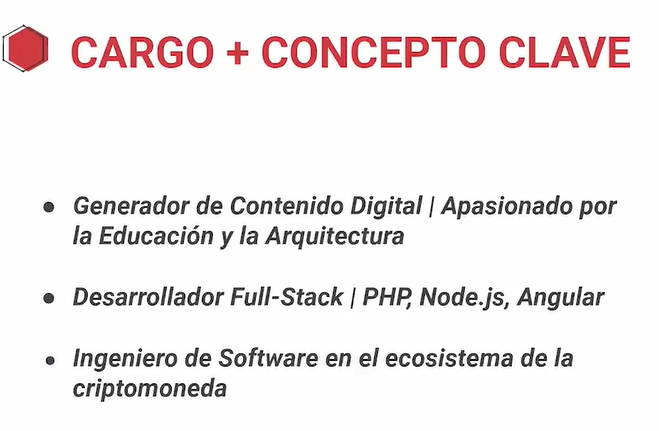 CARGO + CONCEPTO CLAVE
● Generador de Contenido Digital | Apasionado por
la Educación y la Arquitectura
● Desarrollador Full-Stack | PHP, Node.js, Angular
● Ingeniero de Software en el ecosistema de la
criptomoneda